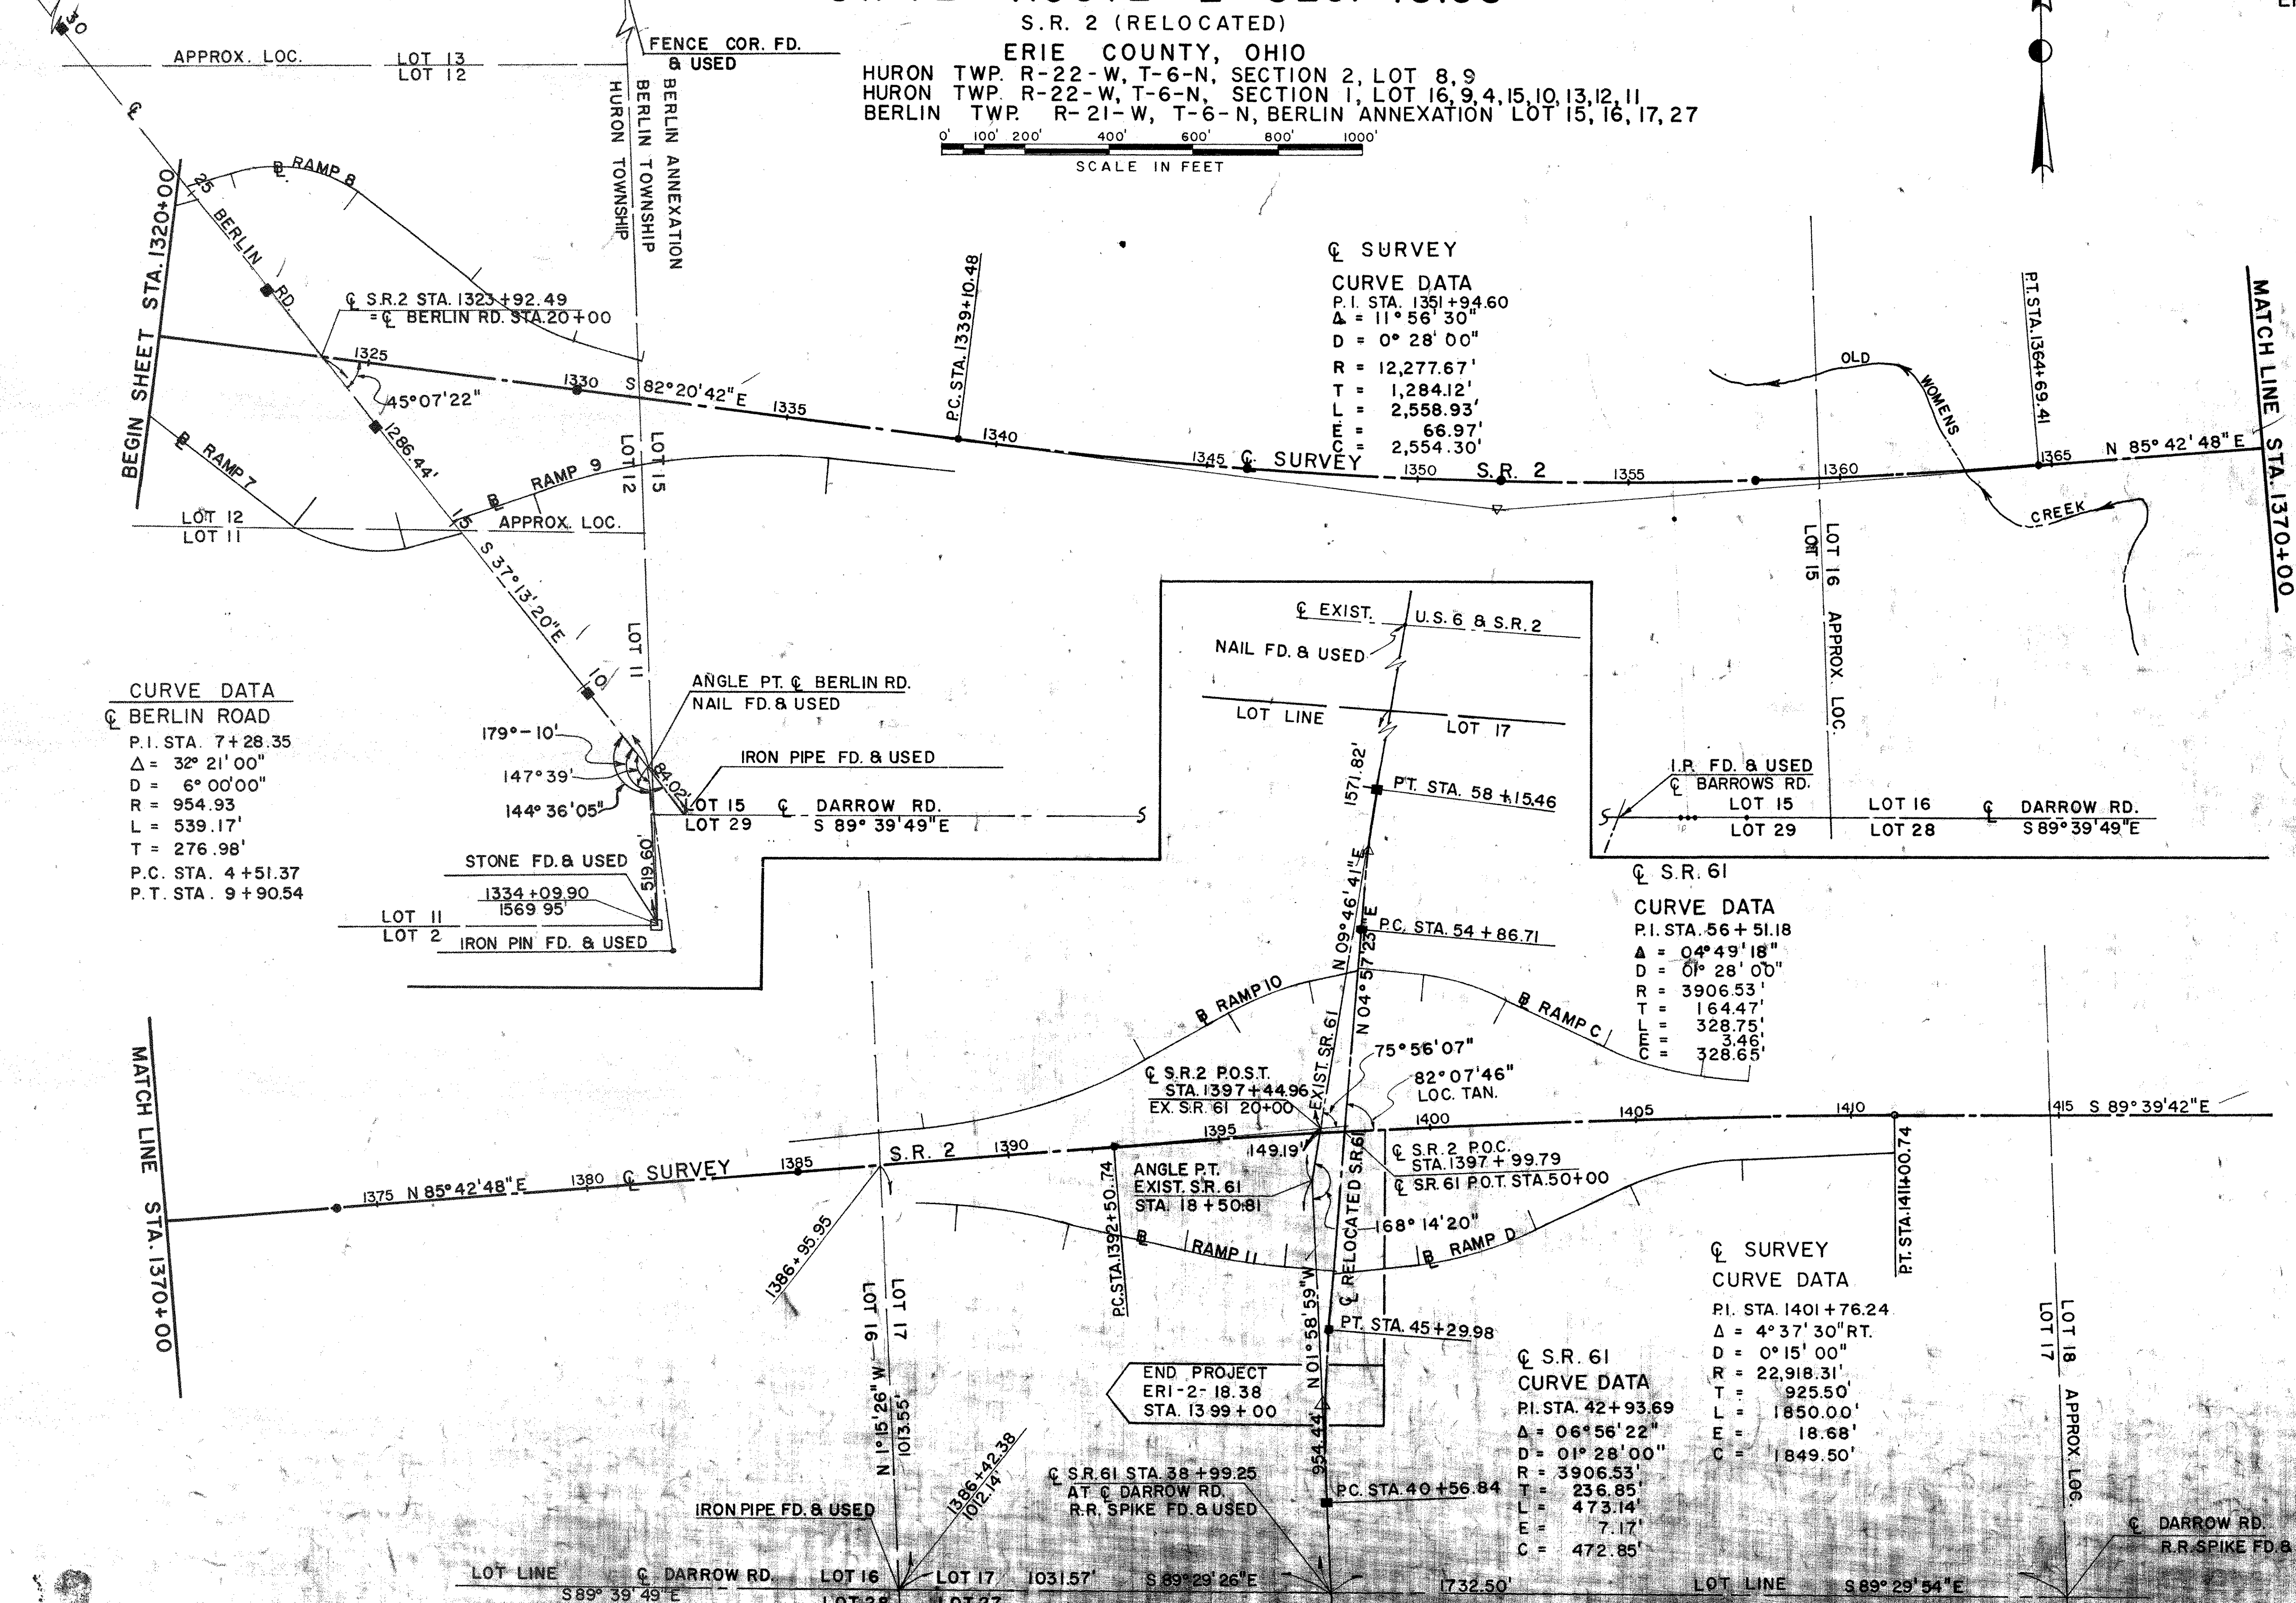 S.R. 2 (RELOCATED)
ERIE COUNTY, OHIO
HURON TWP. R-22-W, T-6-N, SECTION 2, LOT 8,9
HURON TWP. R-22-W, T-6-N, SECTION 1, LOT 16,9,4,15,10,13,12,11
BERLIN TWP. R-21-W, T-6-N, BERLIN ANNEXATION LOT 15,16,17,27
0' 100' 200' 400' 600' 800' 1000'
SCALE IN FEET
30
APPROX. LOC.
LOT 13
LOT 12
FENCE COR. FD.
& USED
HURON TOWNSHIP
BERLIN TOWNSHIP
BERLIN ANNEXATION
℄
BEGIN SHEET STA. 1320+00
25
BERLIN RD.
℄ RAMP 8
℄ S.R.2 STA. 1323+92.49
=℄ BERLIN RD. STA.20+00
1325
45°07'22"
1330
S 82°20'42"E
1335
P.C. STA. 1339+10.48
1340
1345
℄ SURVEY
1350
S.R. 2
1355
1360
1365
N 85°42'48"E
P.T. STA. 1364+69.41
MATCH LINE STA. 1370+00
℄ SURVEY
CURVE DATA
P.I. STA. 1351+94.60
Δ = 11°56'30"
D = 0°28'00"
R = 12,277.67'
T = 1,284.12'
L = 2,558.93'
E = 66.97'
C = 2,554.30'
OLD WOMENS CREEK
℄ RAMP 7
1286.44'
LOT 12
LOT 15
℄ RAMP 9
15
APPROX. LOC.
LOT 12
LOT 11
S 37°13'20"E
LOT 11
10
LOT 15
LOT 16 APPROX. LOC.
CURVE DATA
℄ BERLIN ROAD
P.I. STA. 7+28.35
Δ = 32°21'00"
D = 6°00'00"
R = 954.93
L = 539.17'
T = 276.98'
P.C. STA. 4+51.37
P.T. STA. 9+90.54
ANGLE PT. ℄ BERLIN RD.
NAIL FD. & USED
179°-10'
147°39'
144°36'05"
84.02'
IRON PIPE FD. & USED
LOT 15 ℄ DARROW RD.
LOT 29 S 89°39'49"E
S
519.60'
STONE FD. & USED
1334+09.90
1569.95'
LOT 11
LOT 2
IRON PIN FD. & USED
℄ EXIST. U.S. 6 & S.R. 2
NAIL FD. & USED
LOT LINE
LOT 17
1571.82'
P.T. STA. 58+15.46
I.P. FD. & USED
℄ BARROWS RD.
S
LOT 15 LOT 16 ℄ DARROW RD.
LOT 29 LOT 28 S 89°39'49"E
N 09°46'41"E
N 04°57'23"E
P.C. STA. 54+86.71
℄ S.R. 61
CURVE DATA
P.I. STA. 56+51.18
Δ = 04°49'18"
D = 01°28'00"
R = 3906.53'
T = 164.47'
L = 328.75'
E = 3.46'
C = 328.65'
MATCH LINE STA. 1370+00
℄ RAMP 10
℄ RAMP C
EXIST. S.R. 61
75°56'07"
82°07'46"
LOC. TAN.
℄ S.R.2 P.O.S.T.
STA. 1397+44.96
EX. S.R. 61 20+00
1375
N 85°42'48"E
1380
℄ SURVEY
1385
S.R. 2
1390
1395
1400
1405
1410
1415
S 89°39'42"E
149.19'
ANGLE P.T.
EXIST. S.R. 61
STA. 18+50.81
℄ S.R. 2 P.O.C.
STA. 1397+99.79
℄ S.R. 61 P.O.T. STA. 50+00
168°14'20"
1386+95.95
P.C. STA. 1392+50.74
℄ RAMP 11
℄ RAMP D
℄ RELOCATED S.R. 61
P.T. STA. 1411+00.74
LOT 16
LOT 17
N 1°15'26"W
1013.55'
N 01°58'59"W
P.T. STA. 45+29.98
END PROJECT
ERI-2-18.38
STA. 1399+00
954.44'
P.C. STA. 40+56.84
℄ S.R. 61
CURVE DATA
P.I. STA. 42+93.69
Δ = 06°56'22"
D = 01°28'00"
R = 3906.53'
T = 236.85'
L = 473.14'
E = 7.17'
C = 472.85'
℄ SURVEY
CURVE DATA
P.I. STA. 1401+76.24
Δ = 4°37'30"RT.
D = 0°15'00"
R = 22,918.31'
T = 925.50'
L = 1850.00'
E = 18.68'
C = 1849.50'
LOT 17
LOT 18 APPROX. LOC.
1386+42.38
1012.14'
IRON PIPE FD. & USED
℄ S.R. 61 STA. 38+99.25
AT ℄ DARROW RD.
R.R. SPIKE FD. & USED
℄ DARROW RD.
R.R. SPIKE FD. &
LOT LINE ℄ DARROW RD. LOT 16 LOT 17 1031.57' S 89°29'26"E 1732.50' LOT LINE S 89°29'54"E
S 89°39'49"E LOT 28 LOT 27